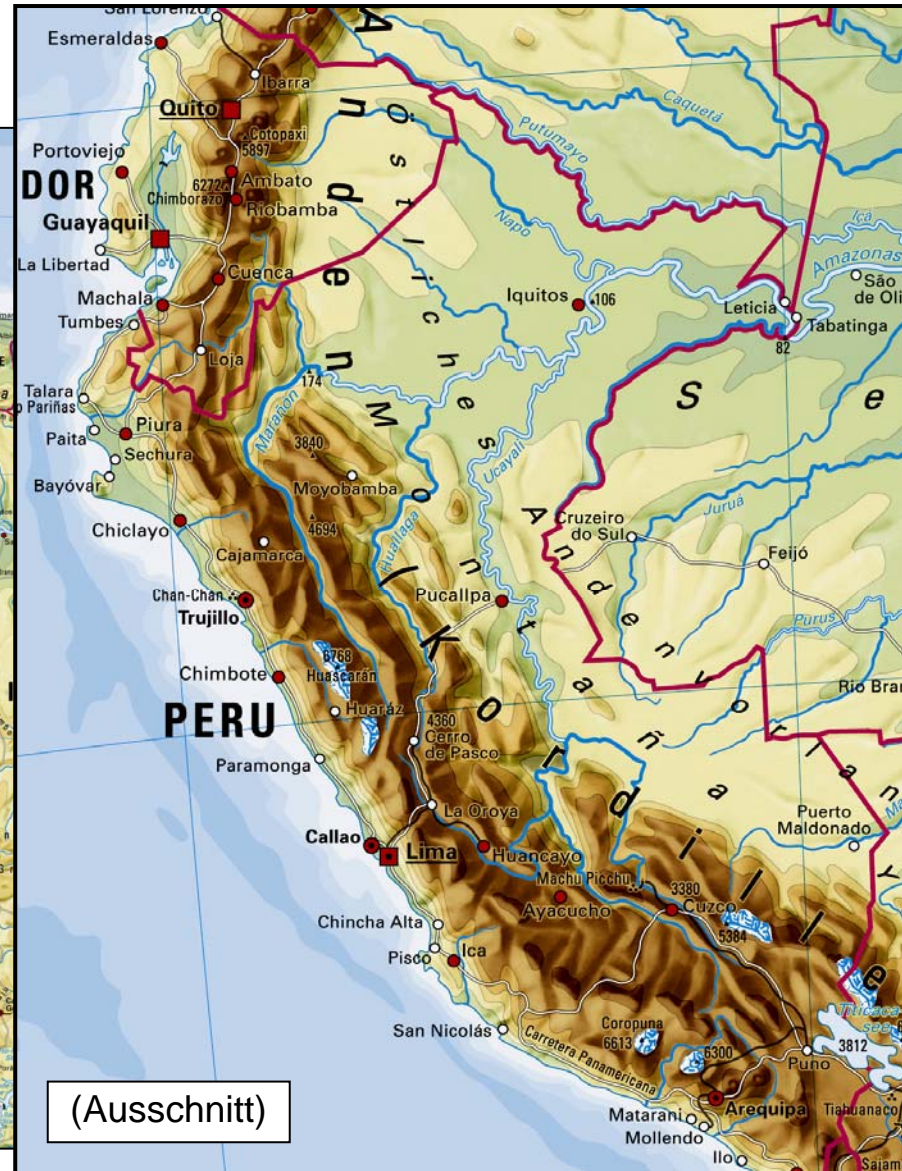 San Lorenzo
Esmeraldas
Ibarra
Quito
Cotopaxi
5897
Caquetá
Putumayo
Portoviejo
6272 Ambato
Chimborazo
Riobamba
DOR
Guayaquil
Napo
Içá
La Libertad
Cuenca
Amazonas
São
de Oli
Machala
Iquitos
106
Leticia
Tabatinga
Tumbes
82
Loja
174
Talara
o Pariñas
Marañón
Se
Paita
Piura
3840
Ucayali
Sechura
Moyobamba
Bayóvar
Juruá
Chiclayo
4694
Huallaga
Cruzeiro
do Sul
Feijó
Cajamarca
Chan-Chan
Pucallpa
Trujillo
Purus
6768
Huascarán
Chimbote
Rio Bran
PERU
Huaráz
4360
Cerro
de Pasco
Paramonga
La Oroya
Puerto
Maldonado
Callao
Lima
Huancayo
Machu Picchu
3380
Cuzco
Ayacucho
5384
Chincha Alta
Pisco
Ica
Titicaca-
see
San Nicolás
Carretera Panamericana
Coropuna
6613
6300
3812
Puno
Arequipa
Tiahuanaco
Matarani
Mollendo
Ilo
Sajam
Anden
Östliche
Montaña
Kordille
Andenvorlan
(Ausschnitt)